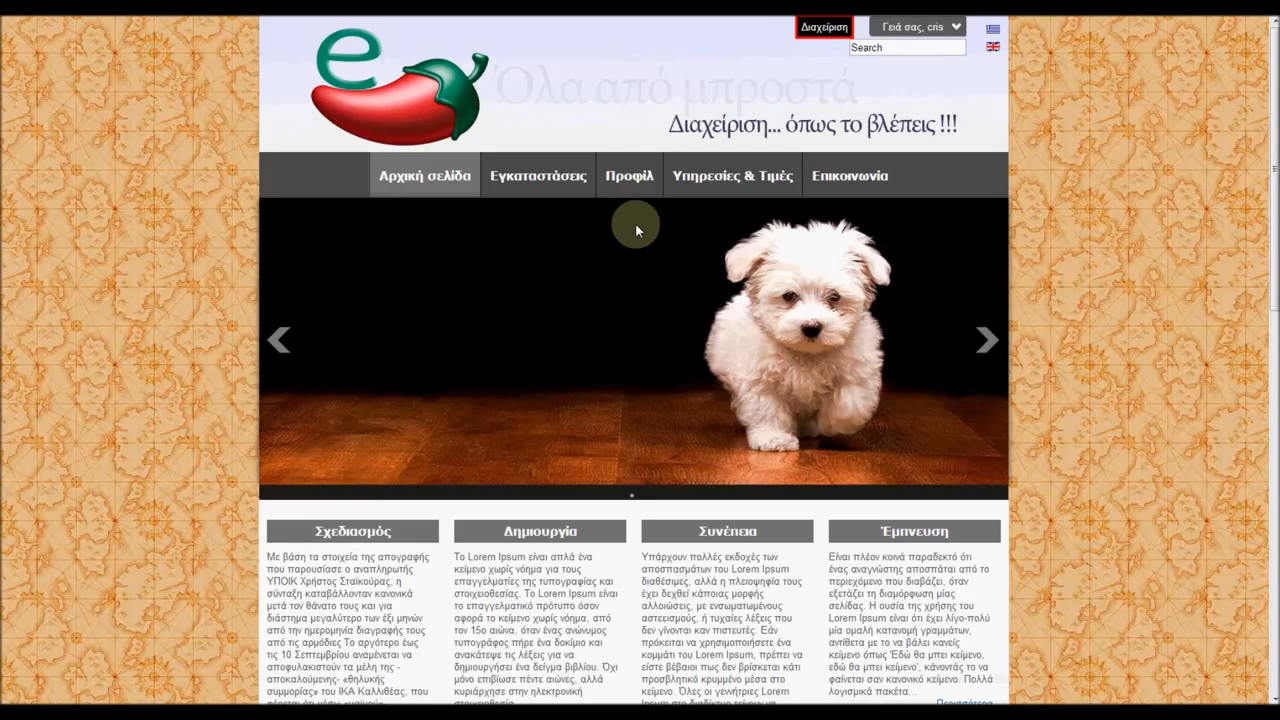 Διαχείριση
Γειά σας, cris
Search
e
Όλα από μπροστά
Διαχείριση... όπως το βλέπεις !!!
Αρχική σελίδα
Εγκαταστάσεις
Προφίλ
Υπηρεσίες & Τιμές
Επικοινωνία
Σχεδιασμός
Με βάση τα στοιχεία της απογραφής
που παρουσίασε ο αναπληρωτής
ΥΠΟΙΚ Χρήστος Σταϊκούρας, η
σύνταξη καταβάλλονταν κανονικά
μετά τον θάνατο τους και για
διάστημα μεγαλύτερο των έξι μηνών
από την ημερομηνία διαγραφής τους
από τις αρμόδιες Το αργότερο έως
τις 10 Σεπτεμβρίου αναμένεται να
αποφυλακιστούν τα μέλη της -
αποκαλούμενης- «θηλυκής
συμμορίας» του ΙΚΑ Καλλιθέας, που
Δημιουργία
Το Lorem Ipsum είναι απλά ένα
κείμενο χωρίς νόημα για τους
επαγγελματίες της τυπογραφίας και
στοιχειοθεσίας. Το Lorem Ipsum είναι
το επαγγελματικό πρότυπο όσον
αφορά το κείμενο χωρίς νόημα, από
τον 15ο αιώνα, όταν ένας ανώνυμος
τυπογράφος πήρε ένα δοκίμιο και
ανακάτεψε τις λέξεις για να
δημιουργήσει ένα δείγμα βιβλίου. Όχι
μόνο επιβίωσε πέντε αιώνες, αλλά
κυριάρχησε στην ηλεκτρονική
στοιχειοθεσία
Συνέπεια
Υπάρχουν πολλές εκδοχές των
αποσπασμάτων του Lorem Ipsum
διαθέσιμες, αλλά η πλειοψηφία τους
έχει δεχθεί κάποιας μορφής
αλλοιώσεις, με ενσωματωμένους
αστεεισμούς, ή τυχαίες λέξεις που
δεν γίνονται καν πιστευτές. Εάν
πρόκειται να χρησιμοποιήσετε ένα
κομμάτι του Lorem Ipsum, πρέπει να
είστε βέβαιοι πως δεν βρίσκεται κάτι
προσβλητικό κρυμμένο μέσα στο
κείμενο. Όλες οι γεννήτριες Lorem
Έμπνευση
Είναι πλέον κοινά παραδεκτό ότι
ένας αναγνώστης αποσπάται από το
περιεχόμενο που διαβάζει, όταν
εξετάζει τη διαμόρφωση μίας
σελίδας. Η ουσία της χρήσης του
Lorem Ipsum είναι ότι έχει λίγο-πολύ
μία ομαλή κατανομή γραμμάτων,
αντίθετα με το να βάλει κανείς
κείμενο όπως 'Εδώ θα μπει κείμενο,
εδώ θα μπει κείμενο', κάνοντάς το να
φαίνεται σαν κανονικό κείμενο. Πολλά
λογισμικά πακέτα...
Περισσότερα